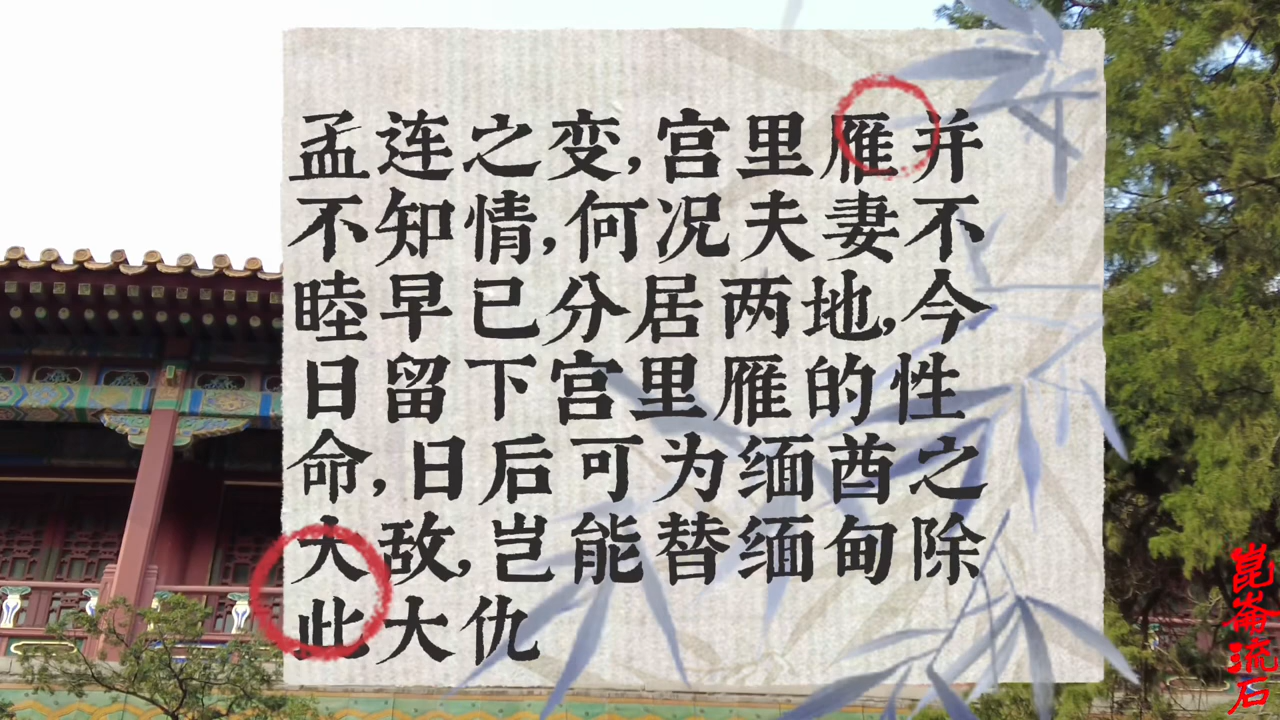 孟连之变,宫里雁并
不知情,何况夫妻不
睦早已分居两地,今
日留下宫里雁的性
命,日后可为缅酋之
大敌,岂能替缅甸除
此大仇
崑崙流石